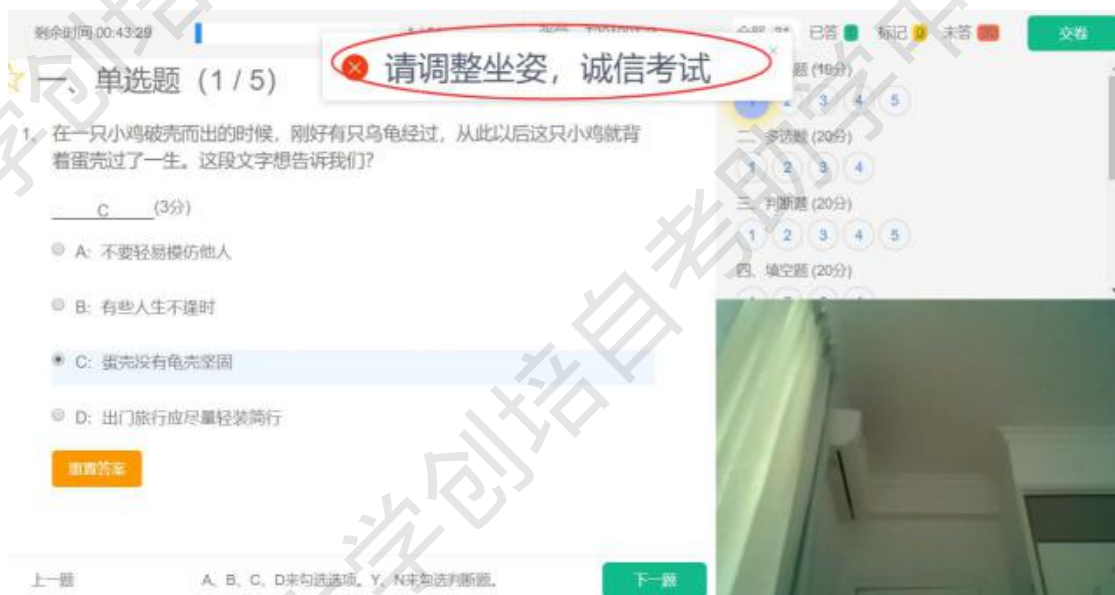 剩余时间 00:43:29
已答
标记 0
未答
交卷
请调整坐姿，诚信考试
一、单选题（1 / 5）
1、在一只小鸡破壳而出的时候，刚好有只乌龟经过，从此以后这只小鸡就背
着蛋壳过了一生。这段文字想告诉我们？
C (3分)
A: 不要轻易模仿他人
B: 有些人生不逢时
C: 蛋壳没有龟壳坚固
D: 出门旅行应尽量轻装简行
重置答案
上一题
A、B、C、D来勾选选项。Y、N来勾选判断题。
下一题
1 2 3 4 5
二、多选题 (20分)
1 2 3 4
三、判断题 (20分)
1 2 3 4 5
四、填空题 (20分)